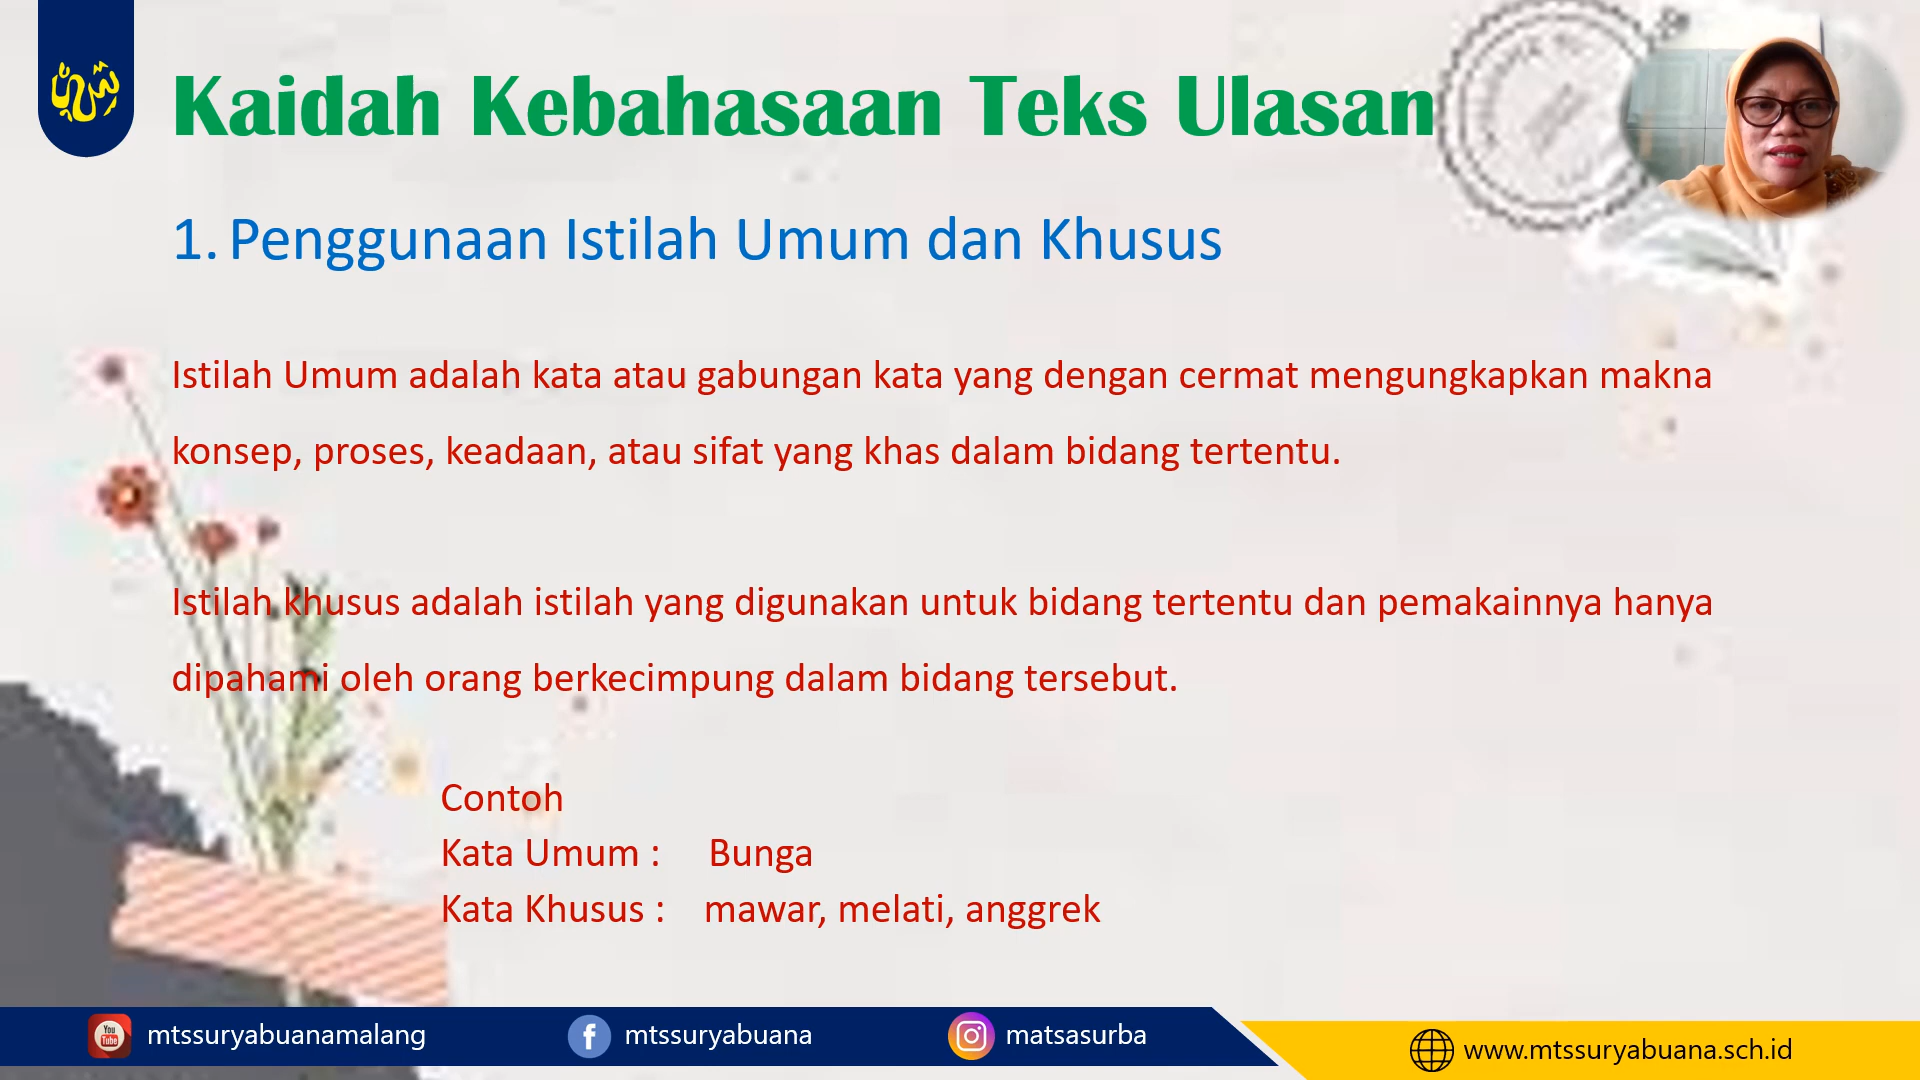 Kaidah Kebahasaan Teks Ulasan
1. Penggunaan Istilah Umum dan Khusus
Istilah Umum adalah kata atau gabungan kata yang dengan cermat mengungkapkan makna
konsep, proses, keadaan, atau sifat yang khas dalam bidang tertentu.
Istilah khusus adalah istilah yang digunakan untuk bidang tertentu dan pemakainnya hanya
dipahami oleh orang berkecimpung dalam bidang tersebut.
Contoh
Kata Umum : Bunga
Kata Khusus : mawar, melati, anggrek
You Tube mtssuryabuanamalang
mtssuryabuana
matsasurba
www.mtssuryabuana.sch.id